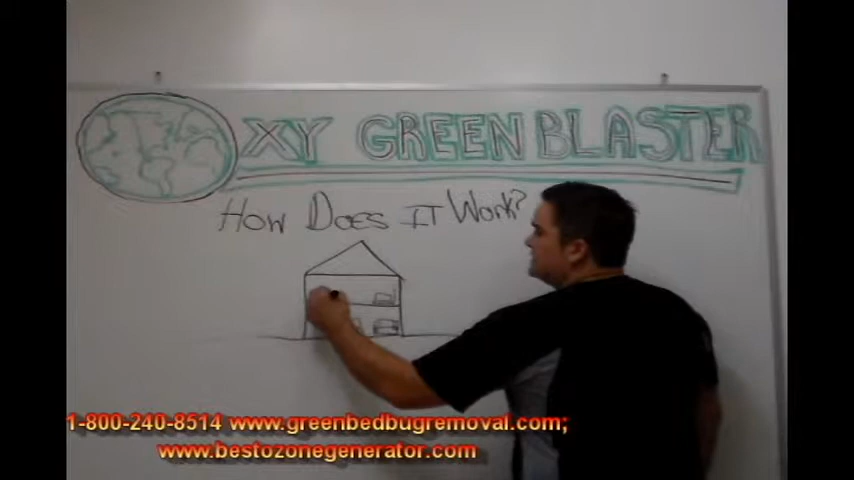 OXY GREEN BLASTER
How Does It Work?
1-800-240-8514 www.greenbedbugremoval.com;
www.bestozonegenerator.com